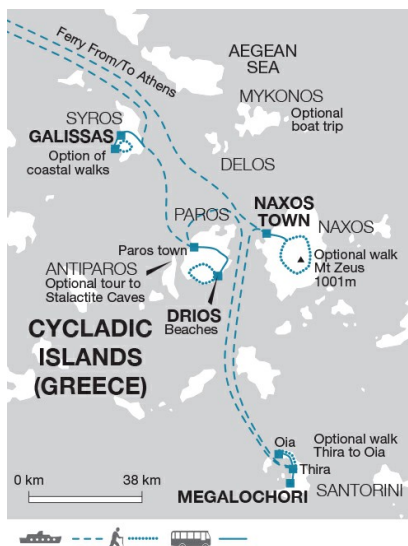 Ferry From/To Athens
AEGEAN
SEA
MYKONOS
Optional
boat trip
SYROS
GALISSAS
Option of
coastal walks
DELOS
NAXOS
TOWN
NAXOS
PAROS
Paros town
Optional walk
Mt Zeus
1001m
ANTIPAROS
Optional tour to
Stalactite Caves
DRIOS
Beaches
CYCLADIC
ISLANDS
(GREECE)
Oia
Optional walk
Thira to Oia
Thira
0 km 38 km
MEGALOCHORI
SANTORINI